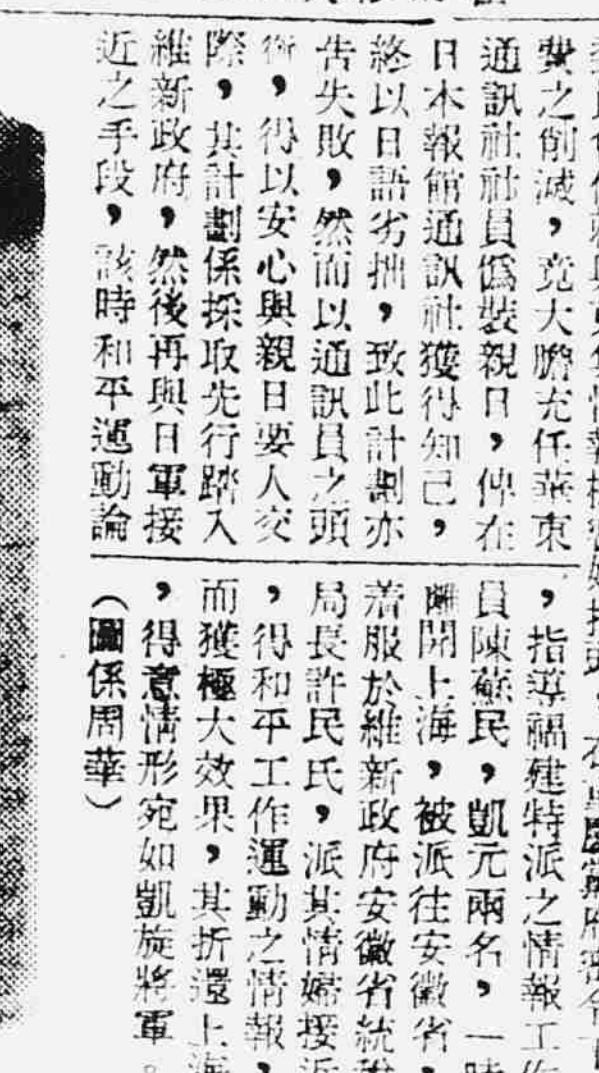 費之削減，竟大膽充任華東
通訊社社員僞裝親日，俾在
日本報館通訊社獲得知己，
終以日語劣拙，致此計劃亦
告失敗，然而以通訊員之頭
銜，得以安心與親日要人交
際，其計劃係採取先行踏入
維新政府，然後再與日軍接
近之手段，該時和平運動論
，指導福建特派之情報工作
員陳蘇民，凱元兩名，一時
離開上海，被派往安徽省，
着服於維新政府安徽省統稅
局長許民氏，派其情婦接近
，得和平工作運動之情報，
而獲極大效果，其折還上海
，得意情形宛如凱旋將軍。
（圖係周華）